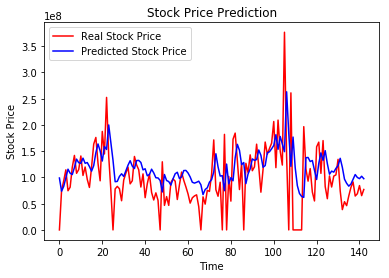 Stock Price Prediction
1e8
Real Stock Price
Predicted Stock Price
3.5
3.0
2.5
2.0
1.5
1.0
0.5
0.0
Stock Price
0 20 40 60 80 100 120 140
Time